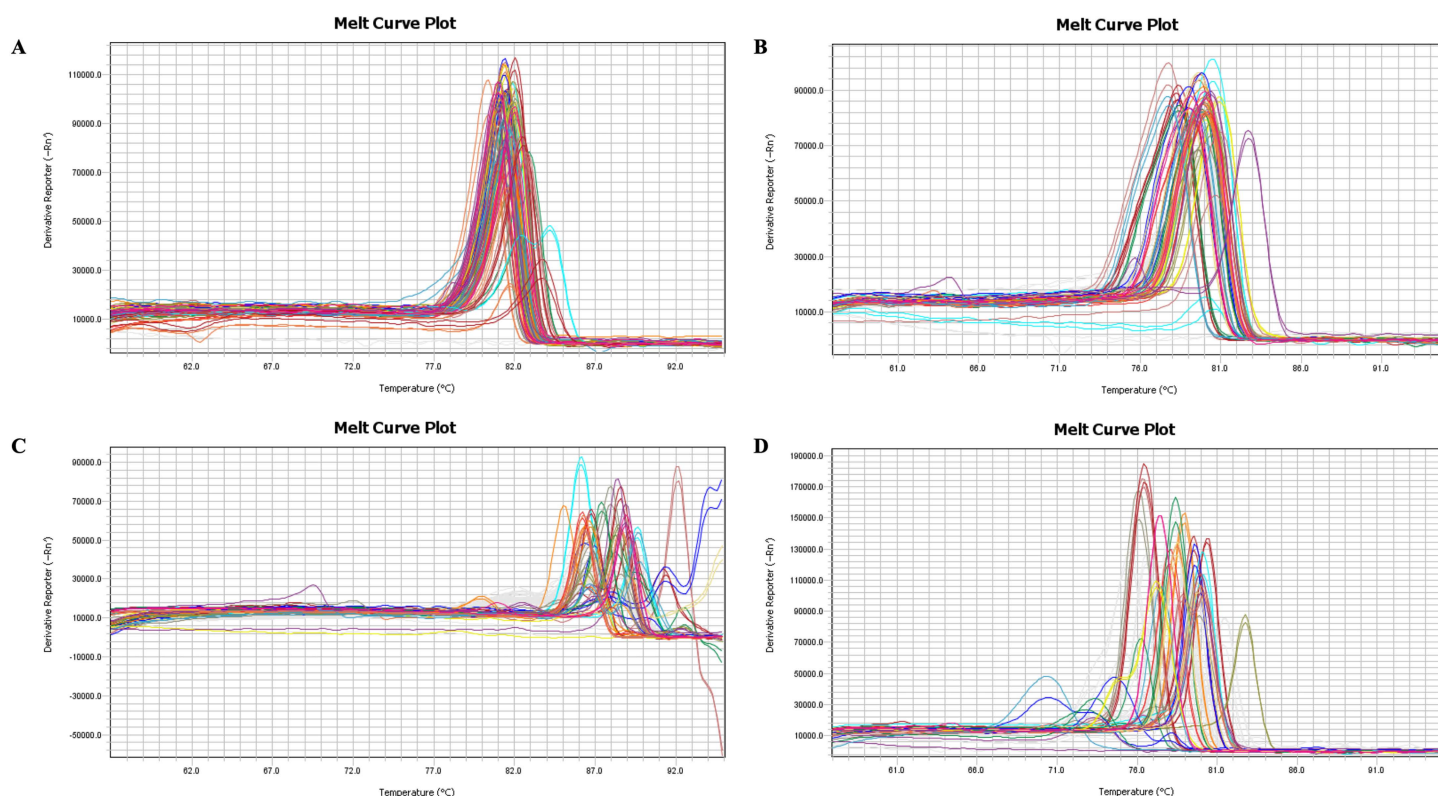 A
Melt Curve Plot
Derivative Reporter (−Rn')
110000.0
90000.0
70000.0
50000.0
30000.0
10000.0
62.0 67.0 72.0 77.0 82.0 87.0 92.0
Temperature (°C)
B
Melt Curve Plot
Derivative Reporter (−Rn')
90000.0
70000.0
50000.0
30000.0
10000.0
61.0 66.0 71.0 76.0 81.0 86.0 91.0
Temperature (°C)
C
Melt Curve Plot
Derivative Reporter (−Rn')
90000.0
70000.0
50000.0
30000.0
10000.0
-10000.0
-30000.0
-50000.0
62.0 67.0 72.0 77.0 82.0 87.0 92.0
Temperature (°C)
D
Melt Curve Plot
Derivative Reporter (−Rn')
190000.0
170000.0
150000.0
130000.0
110000.0
90000.0
70000.0
50000.0
30000.0
10000.0
61.0 66.0 71.0 76.0 81.0 86.0 91.0
Temperature (°C)